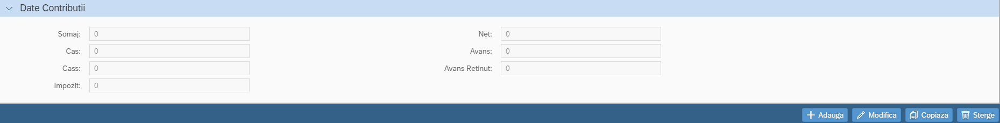 Date Contributii
Somaj: 0
Net: 0
Cas: 0
Avans: 0
Cass: 0
Avans Retinut: 0
Impozit: 0
Adauga
Modifica
Copiaza
Sterge